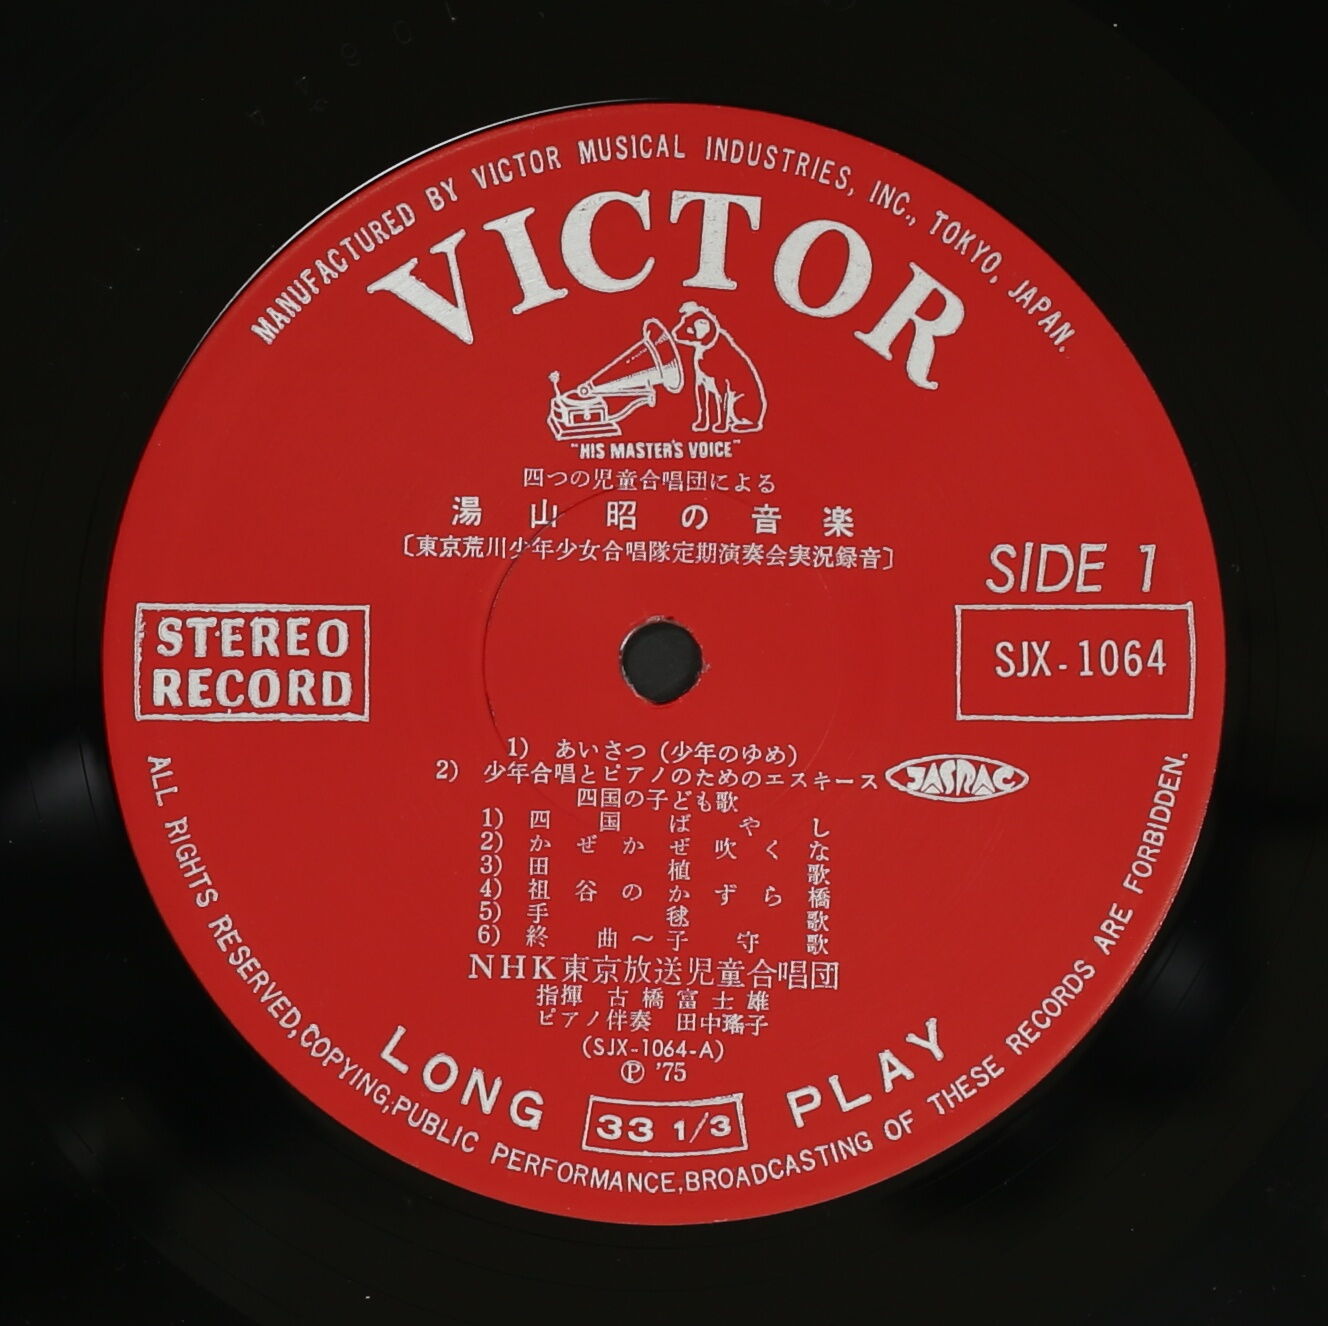 MANUFACTURED BY VICTOR MUSICAL INDUSTRIES, INC., TOKYO, JAPAN.
VICTOR
"HIS MASTER'S VOICE"
四つの児童合唱団による
湯山昭の音楽
〔東京荒川少年少女合唱隊定期演奏会実況録音〕
SIDE 1
STEREO
RECORD
SJX-1064
1) あいさつ（少年のゆめ）
2) 少年合唱とピアノのためのエスキース
JASRAC
四国の子ども歌
1) 四国ばやし
2) かぜかぜ吹くな
3) 田植歌
4) 祖谷のかずら橋
5) 手毬歌
6) 終曲～子守歌
NHK東京放送児童合唱団
指揮 古橋富士雄
ピアノ伴奏 田中瑤子
(SJX-1064-A)
Ⓟ '75
LONG 33 1/3 PLAY
ALL RIGHTS RESERVED, COPYING, PUBLIC PERFORMANCE, BROADCASTING OF THESE RECORDS ARE FORBIDDEN.